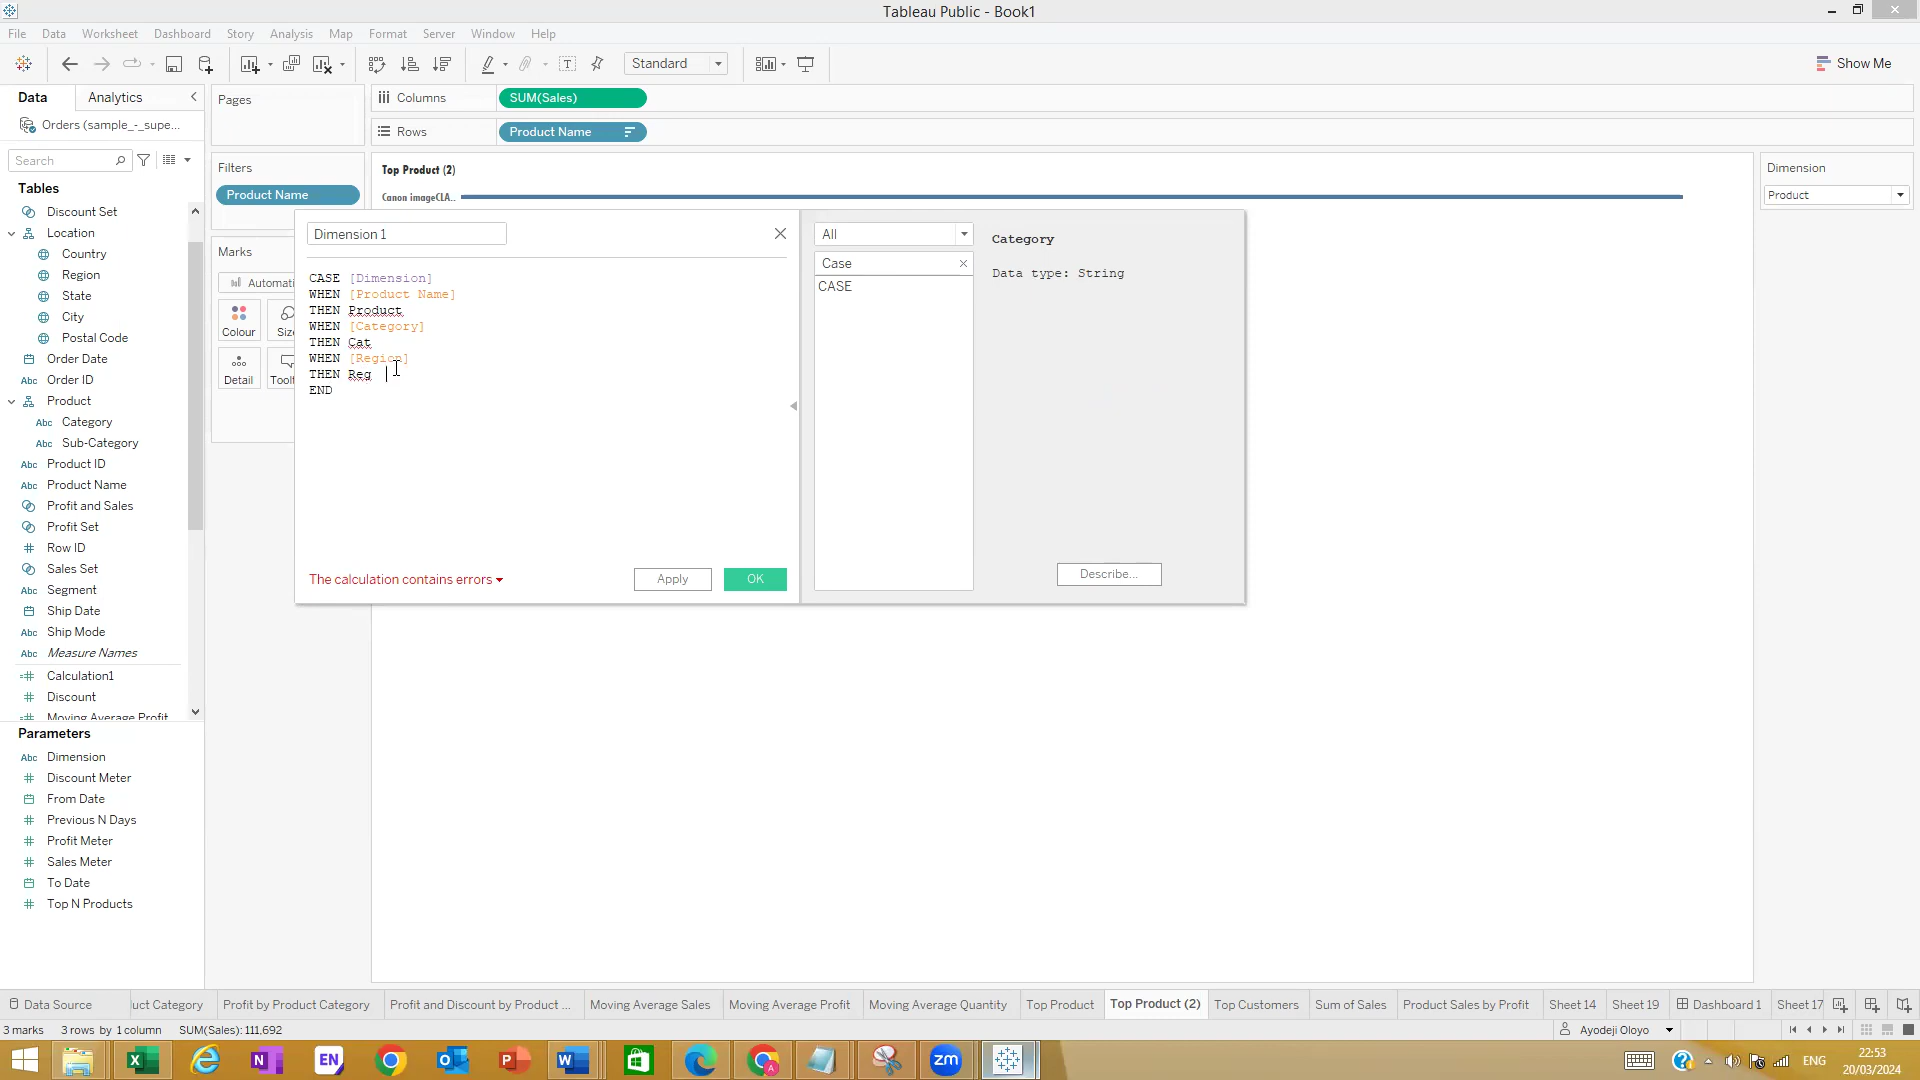 Tableau Public - Book1
File Data Worksheet Dashboard Story Analysis Map Format Server Window Help
Standard
Show Me
Data Analytics
Orders (sample_-_supe...
Search
Tables
Discount Set
Location
Country
Region
State
City
Postal Code
Order Date
Order ID
Product
Category
Sub-Category
Product ID
Product Name
Profit and Sales
Profit Set
Row ID
Sales Set
Segment
Ship Date
Ship Mode
Measure Names
Calculation1
Discount
Moving Average Profit
Parameters
Dimension
Discount Meter
From Date
Previous N Days
Profit Meter
Sales Meter
To Date
Top N Products
Pages
Filters
Product Name
Marks
Automati
Colour
Siz
Detail
Toolt
Columns SUM(Sales)
Rows Product Name
Top Product (2)
Canon imageCLA..
Dimension
Product
Dimension 1
CASE [Dimension]
WHEN [Product Name]
THEN Product
WHEN [Category]
THEN Cat
WHEN [Region]
THEN Reg
END
The calculation contains errors
Apply OK
All
Case
CASE
Category
Data type: String
Describe...
Data Source uct Category Profit by Product Category Profit and Discount by Product ... Moving Average Sales Moving Average Profit Moving Average Quantity Top Product Top Product (2) Top Customers Sum of Sales Product Sales by Profit Sheet 14 Sheet 19 Dashboard 1 Sheet 17
3 marks 3 rows by 1 column SUM(Sales): 111,692 Ayodeji Oloyo
ENG
22:53
20/03/2024